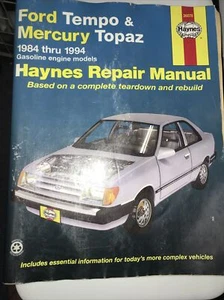 Ford Tempo &
Mercury Topaz
1984 thru 1994
Gasoline engine models
Haynes
Haynes Repair Manual
Based on a complete teardown and rebuild
Includes essential information for today's more complex vehicles